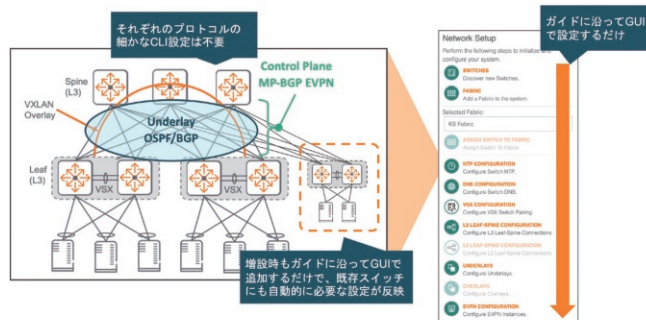 それぞれのプロトコルの
細かなCLI設定は不要
ガイドに沿ってGUI
で設定するだけ
Spine
(L3)
Control Plane
MP-BGP EVPN
VXLAN
Overlay
Underlay
OSPF/BGP
Leaf
(L3)
VSX
VSX
増設時もガイドに沿ってGUIで
追加するだけで、既存スイッチ
にも自動的に必要な設定が反映
Network Setup
Perform the following steps to initialize and
configure your system.
SWITCHES
Discover new Switches.
FABRIC
Add a Fabric to the system.
Selected Fabric:
KS Fabric
ASSIGN SWITCH TO FABRIC
Assign Switch To Fabric.
NTP CONFIGURATION
Configure Switch NTP.
DNS CONFIGURATION
Configure Switch DNS.
VSX CONFIGURATION
Configure VSX Switch Pairing.
L3 LEAF-SPINE CONFIGURATION
Configure L3 Leaf-Spine Connections.
Configure L2 Leaf-Spine Connections.
UNDERLAYS
Configure Underlays.
OVERLAYS
Configure Overlays.
EVPN CONFIGURATION
Configure EVPN Instances.